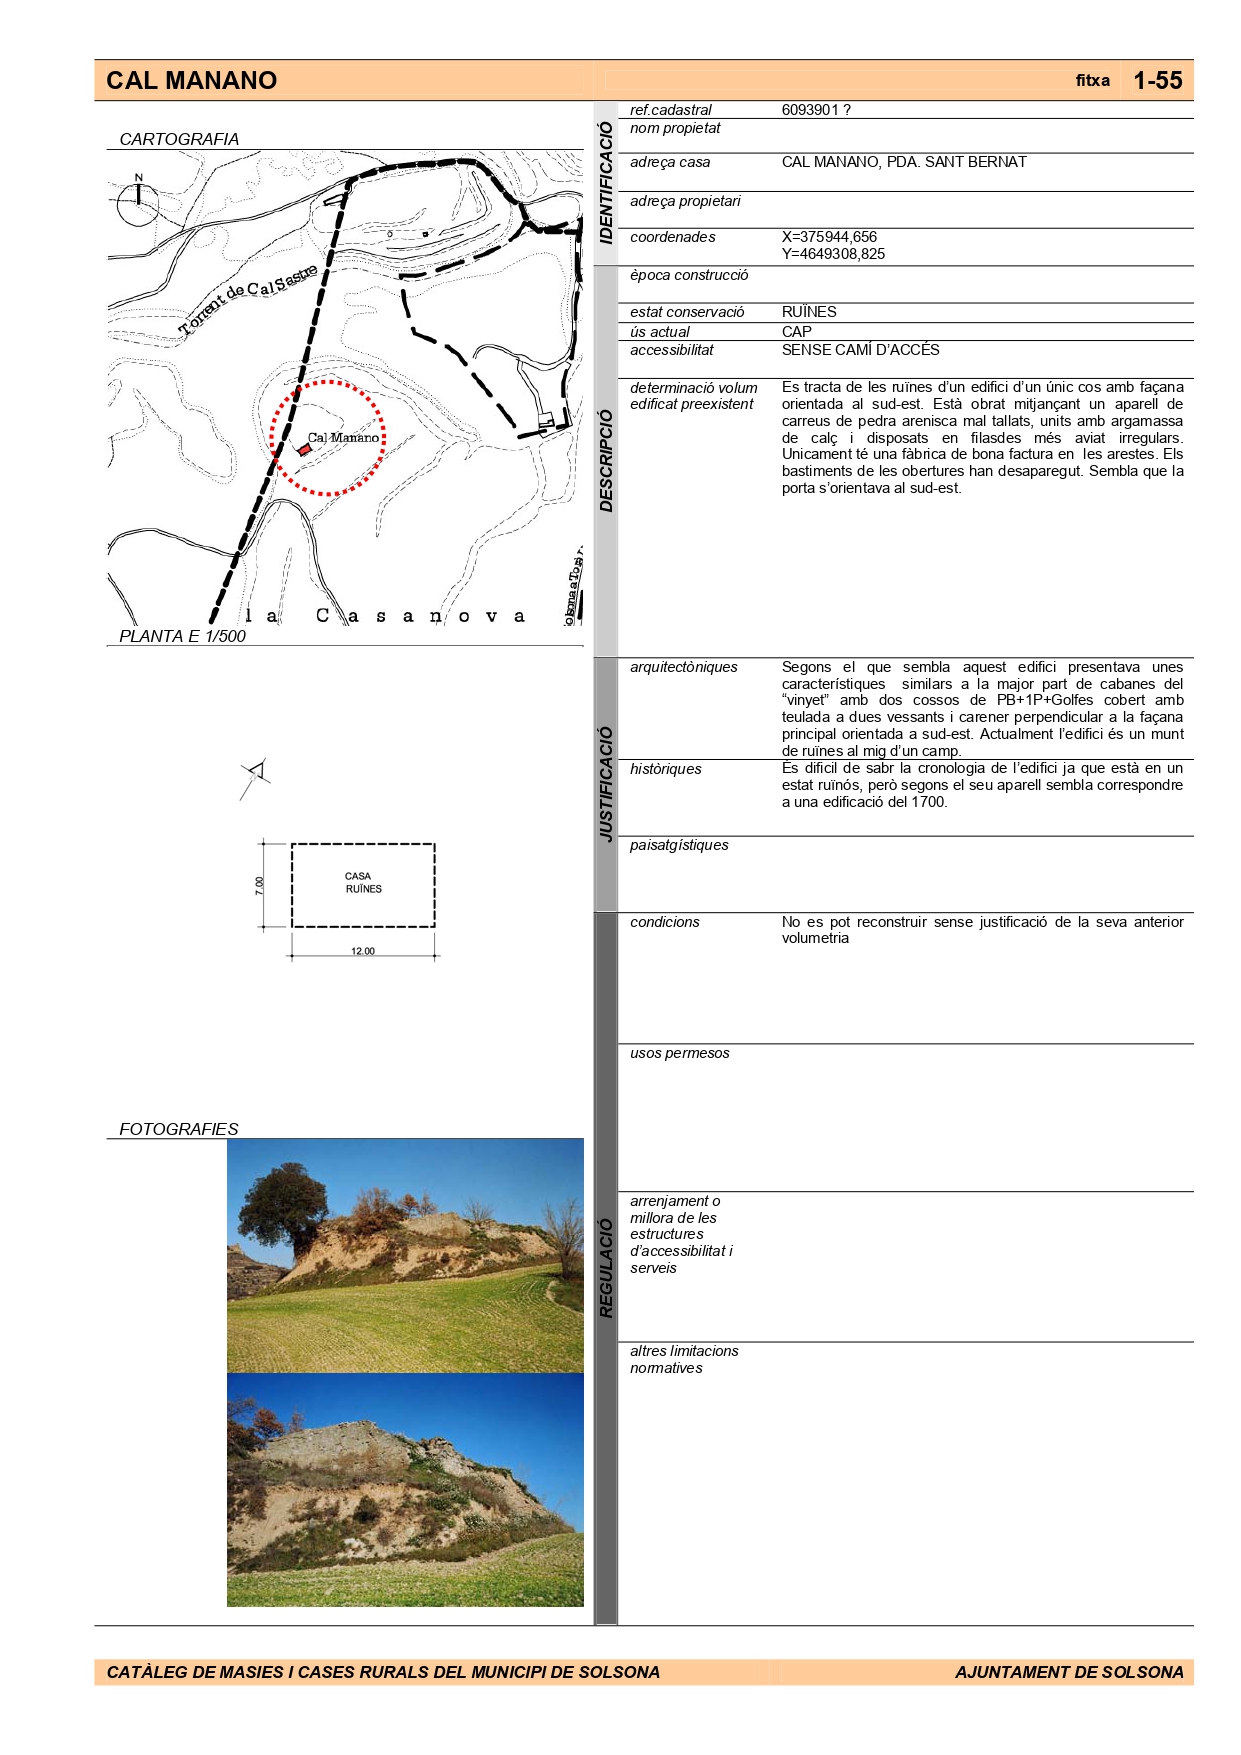 CAL MANANO
fitxa 1-55
CARTOGRAFIA
N
Torrent de Cal Sastre
Cal Manano
la Casanova
PLANTA E 1/500
CASA
RUÏNES
7.00
12.00
FOTOGRAFIES
IDENTIFICACIÓ
ref.cadastral 6093901 ?
nom propietat
adreça casa CAL MANANO, PDA. SANT BERNAT
adreça propietari
coordenades X=375944,656
Y=4649308,825
DESCRIPCIÓ
època construcció
estat conservació RUÏNES
ús actual CAP
accessibilitat SENSE CAMÍ D’ACCÉS
determinació volum Es tracta de les ruïnes d’un edifici d’un únic cos amb façana
edificat preexistent orientada al sud-est. Està obrat mitjançant un aparell de
carreus de pedra arenisca mal tallats, units amb argamassa
de calç i disposats en filasdes més aviat irregulars.
Unicament té una fàbrica de bona factura en les arestes. Els
bastiments de les obertures han desaparegut. Sembla que la
porta s’orientava al sud-est.
JUSTIFICACIÓ
arquitectòniques Segons el que sembla aquest edifici presentava unes
característiques similars a la major part de cabanes del
“vinyet” amb dos cossos de PB+1P+Golfes cobert amb
teulada a dues vessants i carener perpendicular a la façana
principal orientada a sud-est. Actualment l’edifici és un munt
de ruïnes al mig d’un camp.
històriques És dificil de sabr la cronologia de l’edifici ja que està en un
estat ruïnós, però segons el seu aparell sembla correspondre
a una edificació del 1700.
paisatgístiques
REGULACIÓ
condicions No es pot reconstruir sense justificació de la seva anterior
volumetria
usos permesos
arrenjament o
millora de les
estructures
d’accessibilitat i
serveis
altres limitacions
normatives
CATÀLEG DE MASIES I CASES RURALS DEL MUNICIPI DE SOLSONA
AJUNTAMENT DE SOLSONA